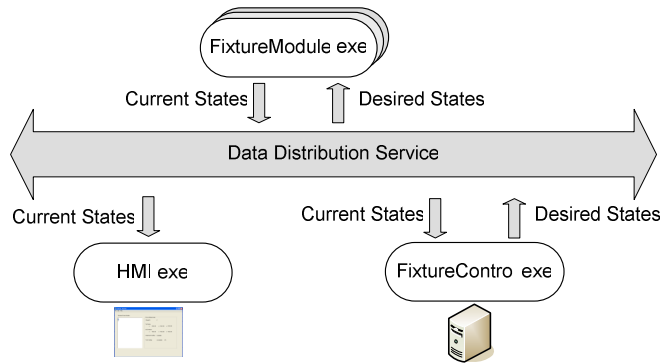 FixtureModule exe
Current States
Desired States
Data Distribution Service
Current States
Current States
Desired States
HMI exe
FixtureContro exe